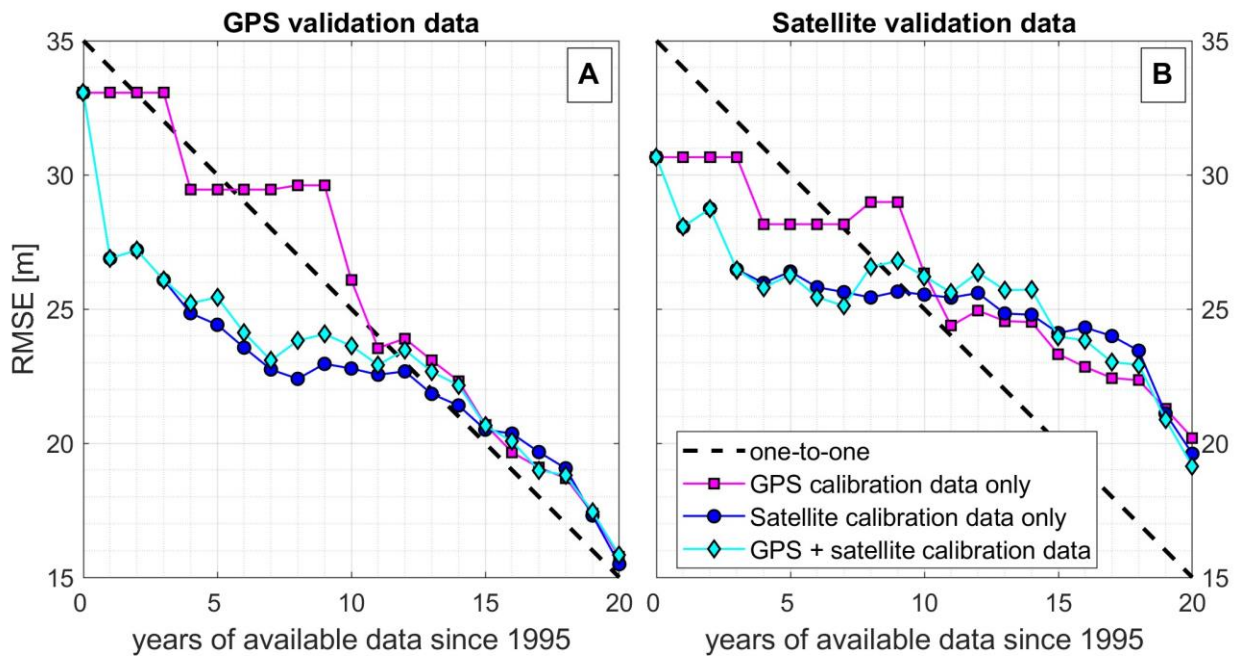 GPS validation data
Satellite validation data
35
30
25
20
15
RMSE [m]
A
B
35
30
25
20
15
one-to-one
GPS calibration data only
Satellite calibration data only
GPS + satellite calibration data
0 5 10 15 20
0 5 10 15 20
years of available data since 1995
years of available data since 1995